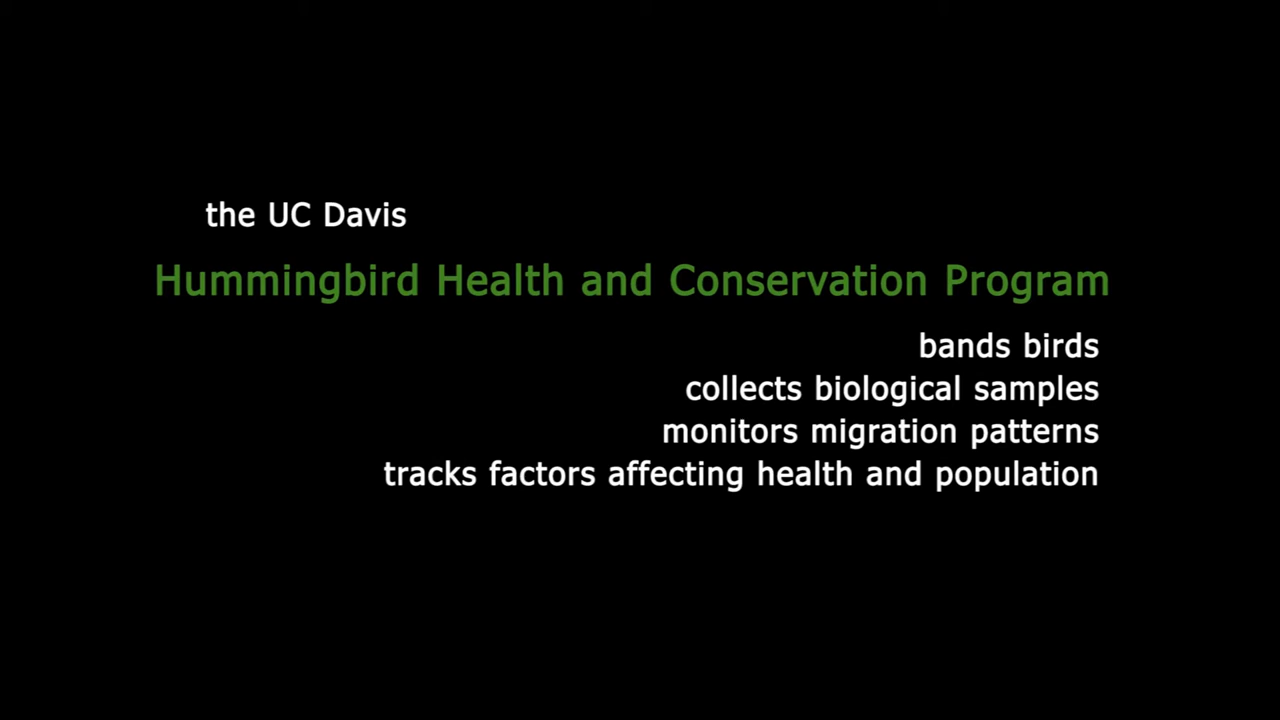 the UC Davis
Hummingbird Health and Conservation Program
bands birds
collects biological samples
monitors migration patterns
tracks factors affecting health and population